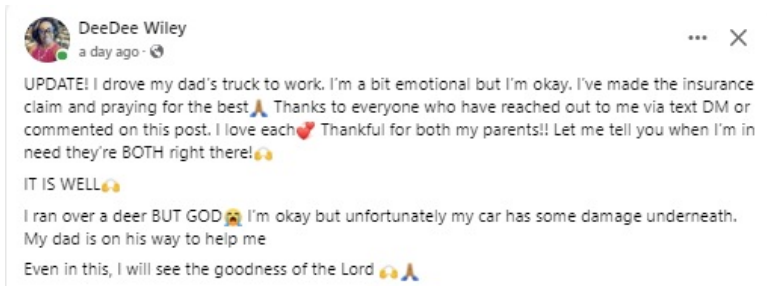 DeeDee Wiley
a day ago ·
UPDATE! I drove my dad's truck to work. I'm a bit emotional but I'm okay. I've made the insurance
claim and praying for the best🙏🏾 Thanks to everyone who have reached out to me via text DM or
commented on this post. I love each💕 Thankful for both my parents!! Let me tell you when I'm in
need they're BOTH right there!🙌
IT IS WELL🙌
I ran over a deer BUT GOD😭 I'm okay but unfortunately my car has some damage underneath.
My dad is on his way to help me
Even in this, I will see the goodness of the Lord 🙌🙏🏾